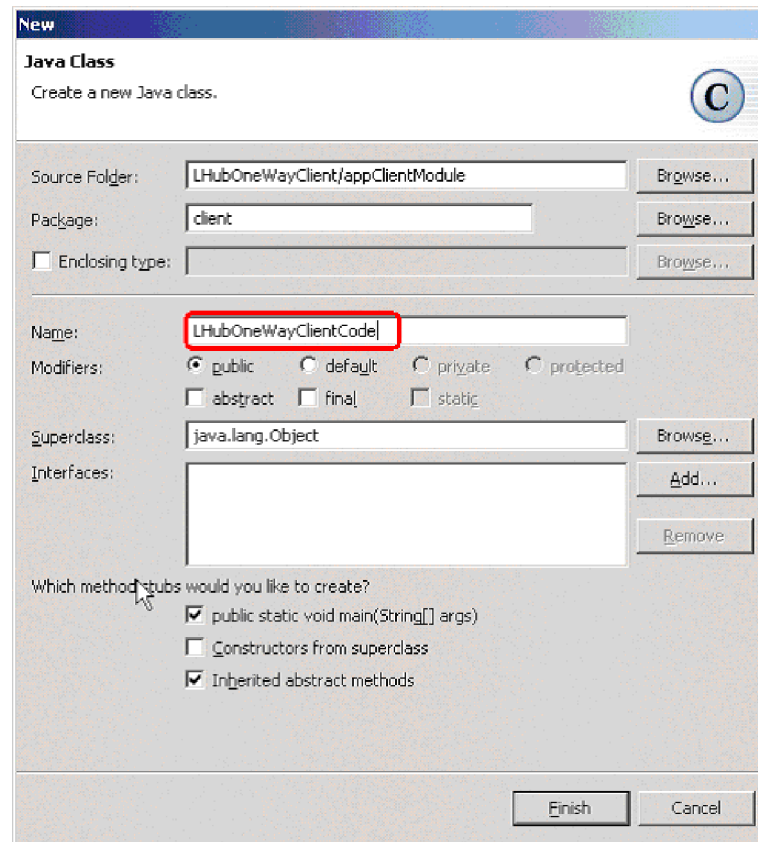 New
Java Class
Create a new Java class.
C
Source Folder: LHubOneWayClient/appClientModule Browse...
Package: client Browse...
Enclosing type: Browse...
Name: LHubOneWayClientCode
Modifiers: public default private protected
abstract final static
Superclass: java.lang.Object Browse...
Interfaces: Add...
Remove
Which method stubs would you like to create?
public static void main(String[] args)
Constructors from superclass
Inherited abstract methods
Finish Cancel